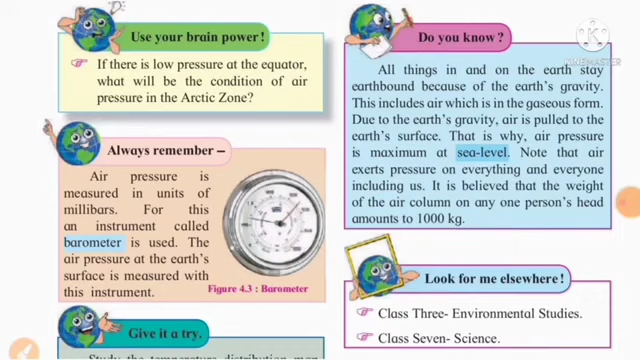 Use your brain power!
If there is low pressure at the equator,
what will be the condition of air
pressure in the Arctic Zone?
Always remember –
Air pressure is
measured in units of
millibars. For this
an instrument called
barometer is used. The
air pressure at the earth's
surface is measured with
this instrument.
Figure 4.3 : Barometer
Give it a try.
Study the temperature distribution map
Do you know?
All things in and on the earth stay
earthbound because of the earth's gravity.
This includes air which is in the gaseous form.
Due to the earth's gravity, air is pulled to the
earth's surface. That is why, air pressure
is maximum at sea-level. Note that air
exerts pressure on everything and everyone
including us. It is believed that the weight
of the air column on any one person's head
amounts to 1000 kg.
Look for me elsewhere!
Class Three- Environmental Studies.
Class Seven- Science.
KINEMASTER